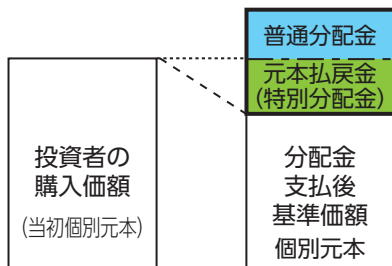 普通分配金
元本払戻金
(特別分配金)
投資者の
購入価額
(当初個別元本)
分配金
支払後
基準価額
個別元本